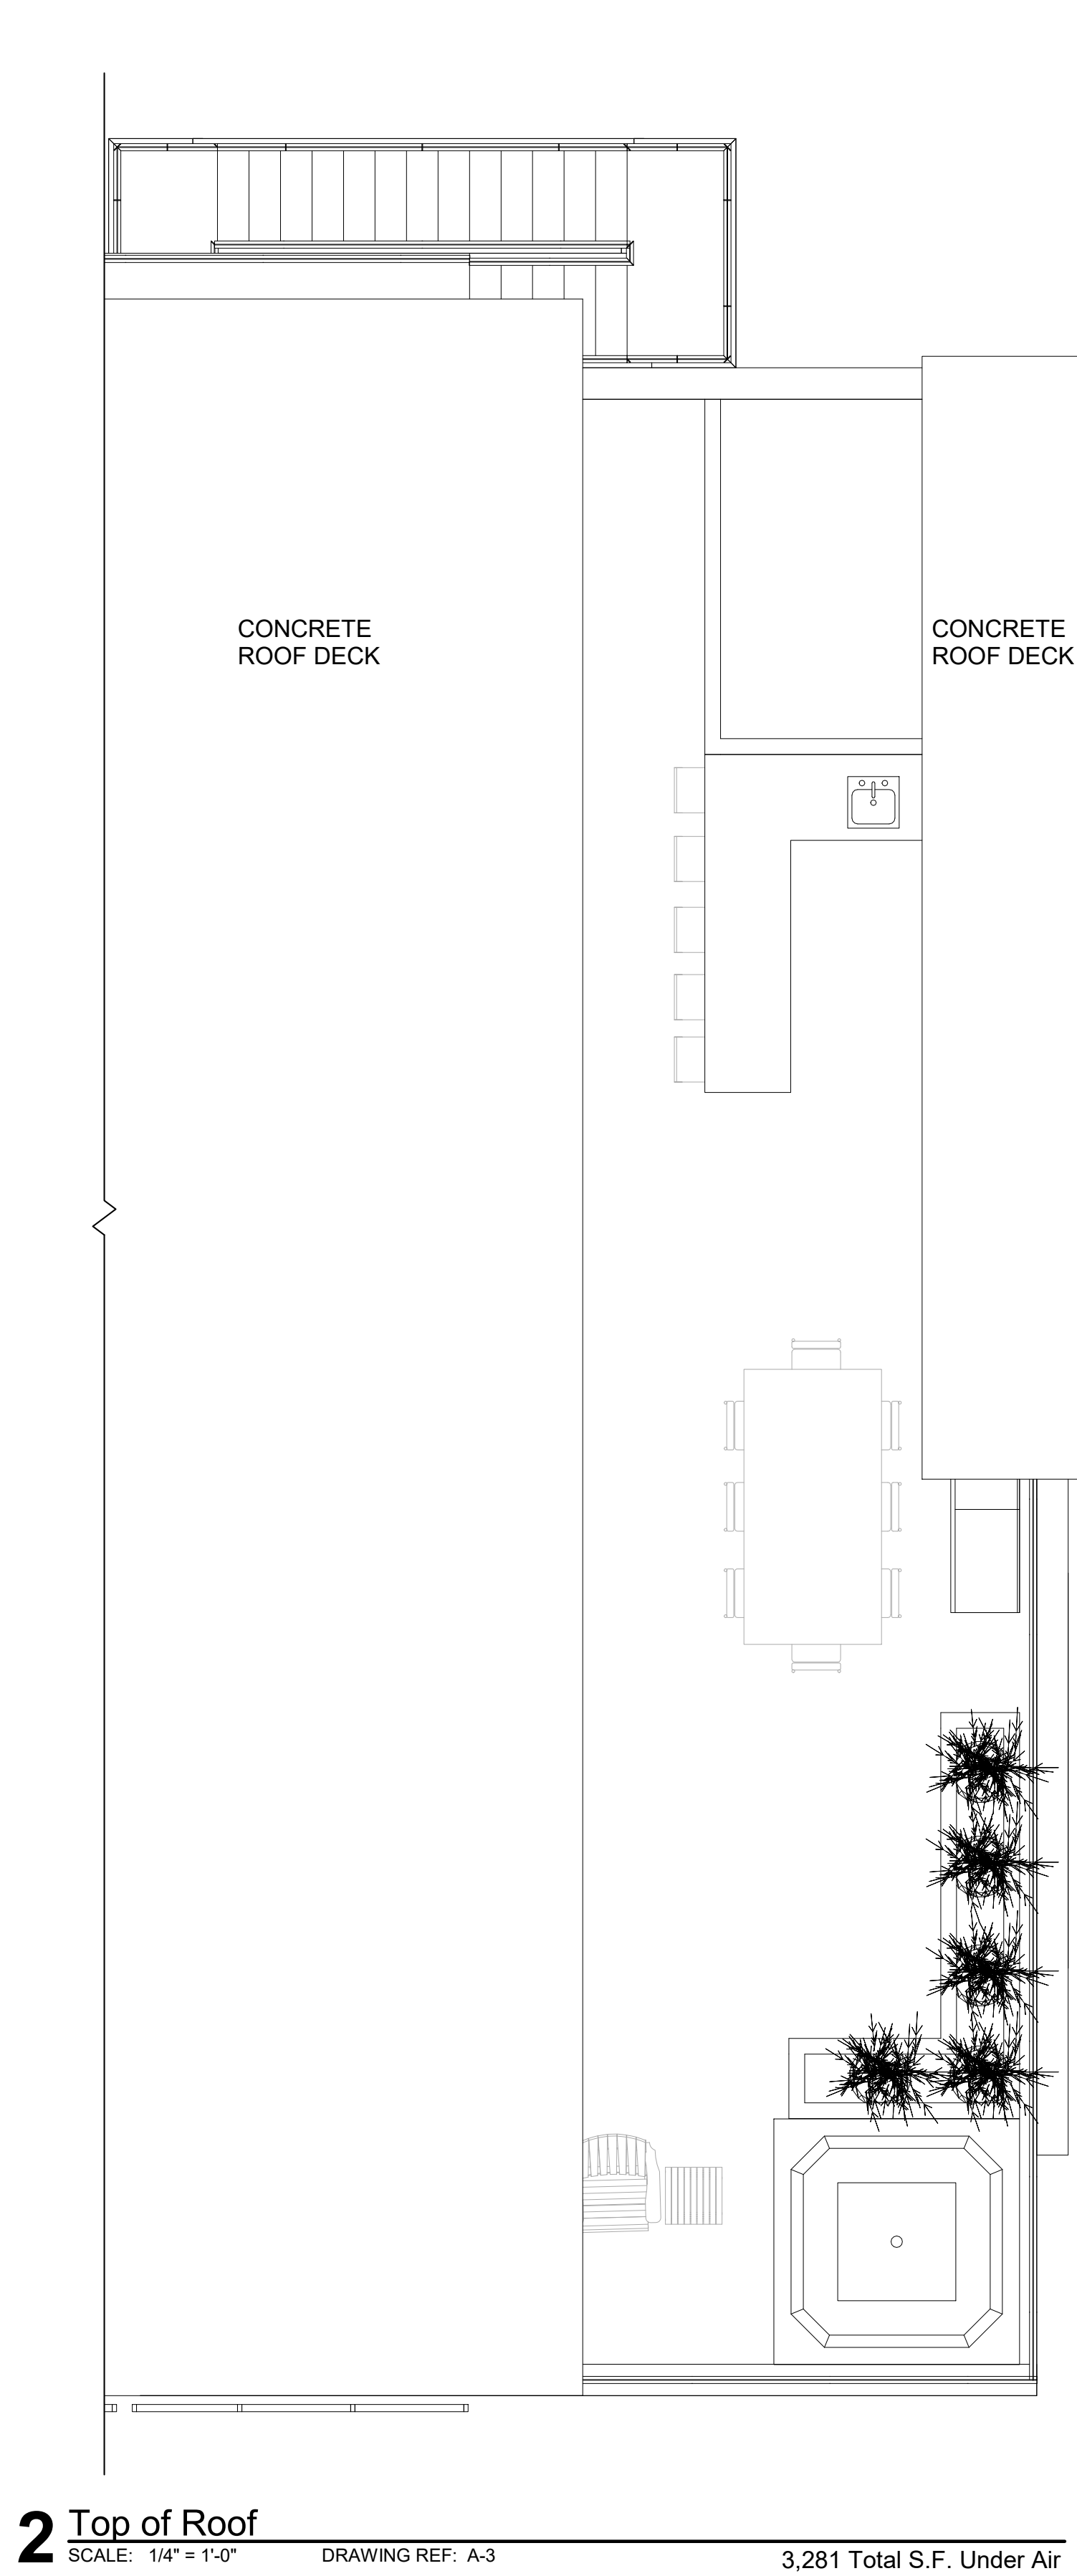 CONCRETE
ROOF DECK
CONCRETE
ROOF DECK
2 Top of Roof
SCALE: 1/4" = 1'-0" DRAWING REF: A-3
3,281 Total S.F. Under Air